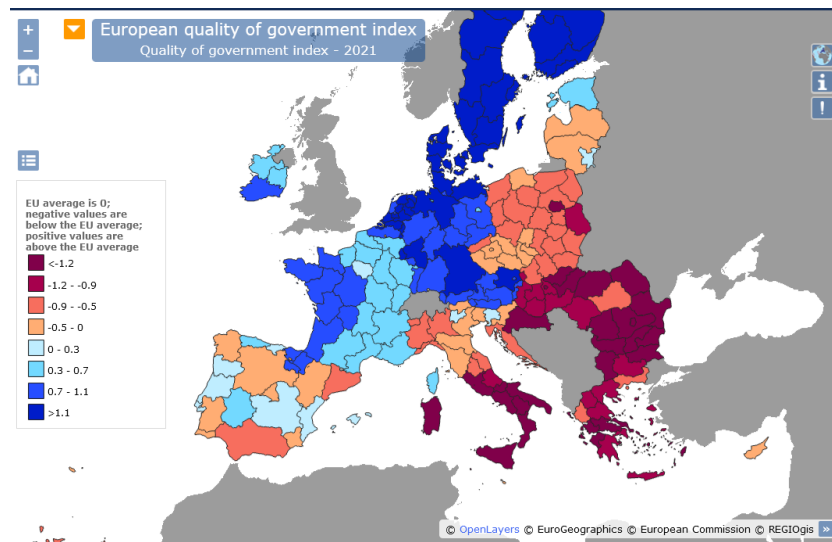 European quality of government index
Quality of government index - 2021
+
−
i
!
EU average is 0;
negative values are
below the EU average;
positive values are
above the EU average
<-1.2
-1.2 - -0.9
-0.9 - -0.5
-0.5 - 0
0 - 0.3
0.3 - 0.7
0.7 - 1.1
>1.1
© OpenLayers © EuroGeographics © European Commission © REGIOgis »